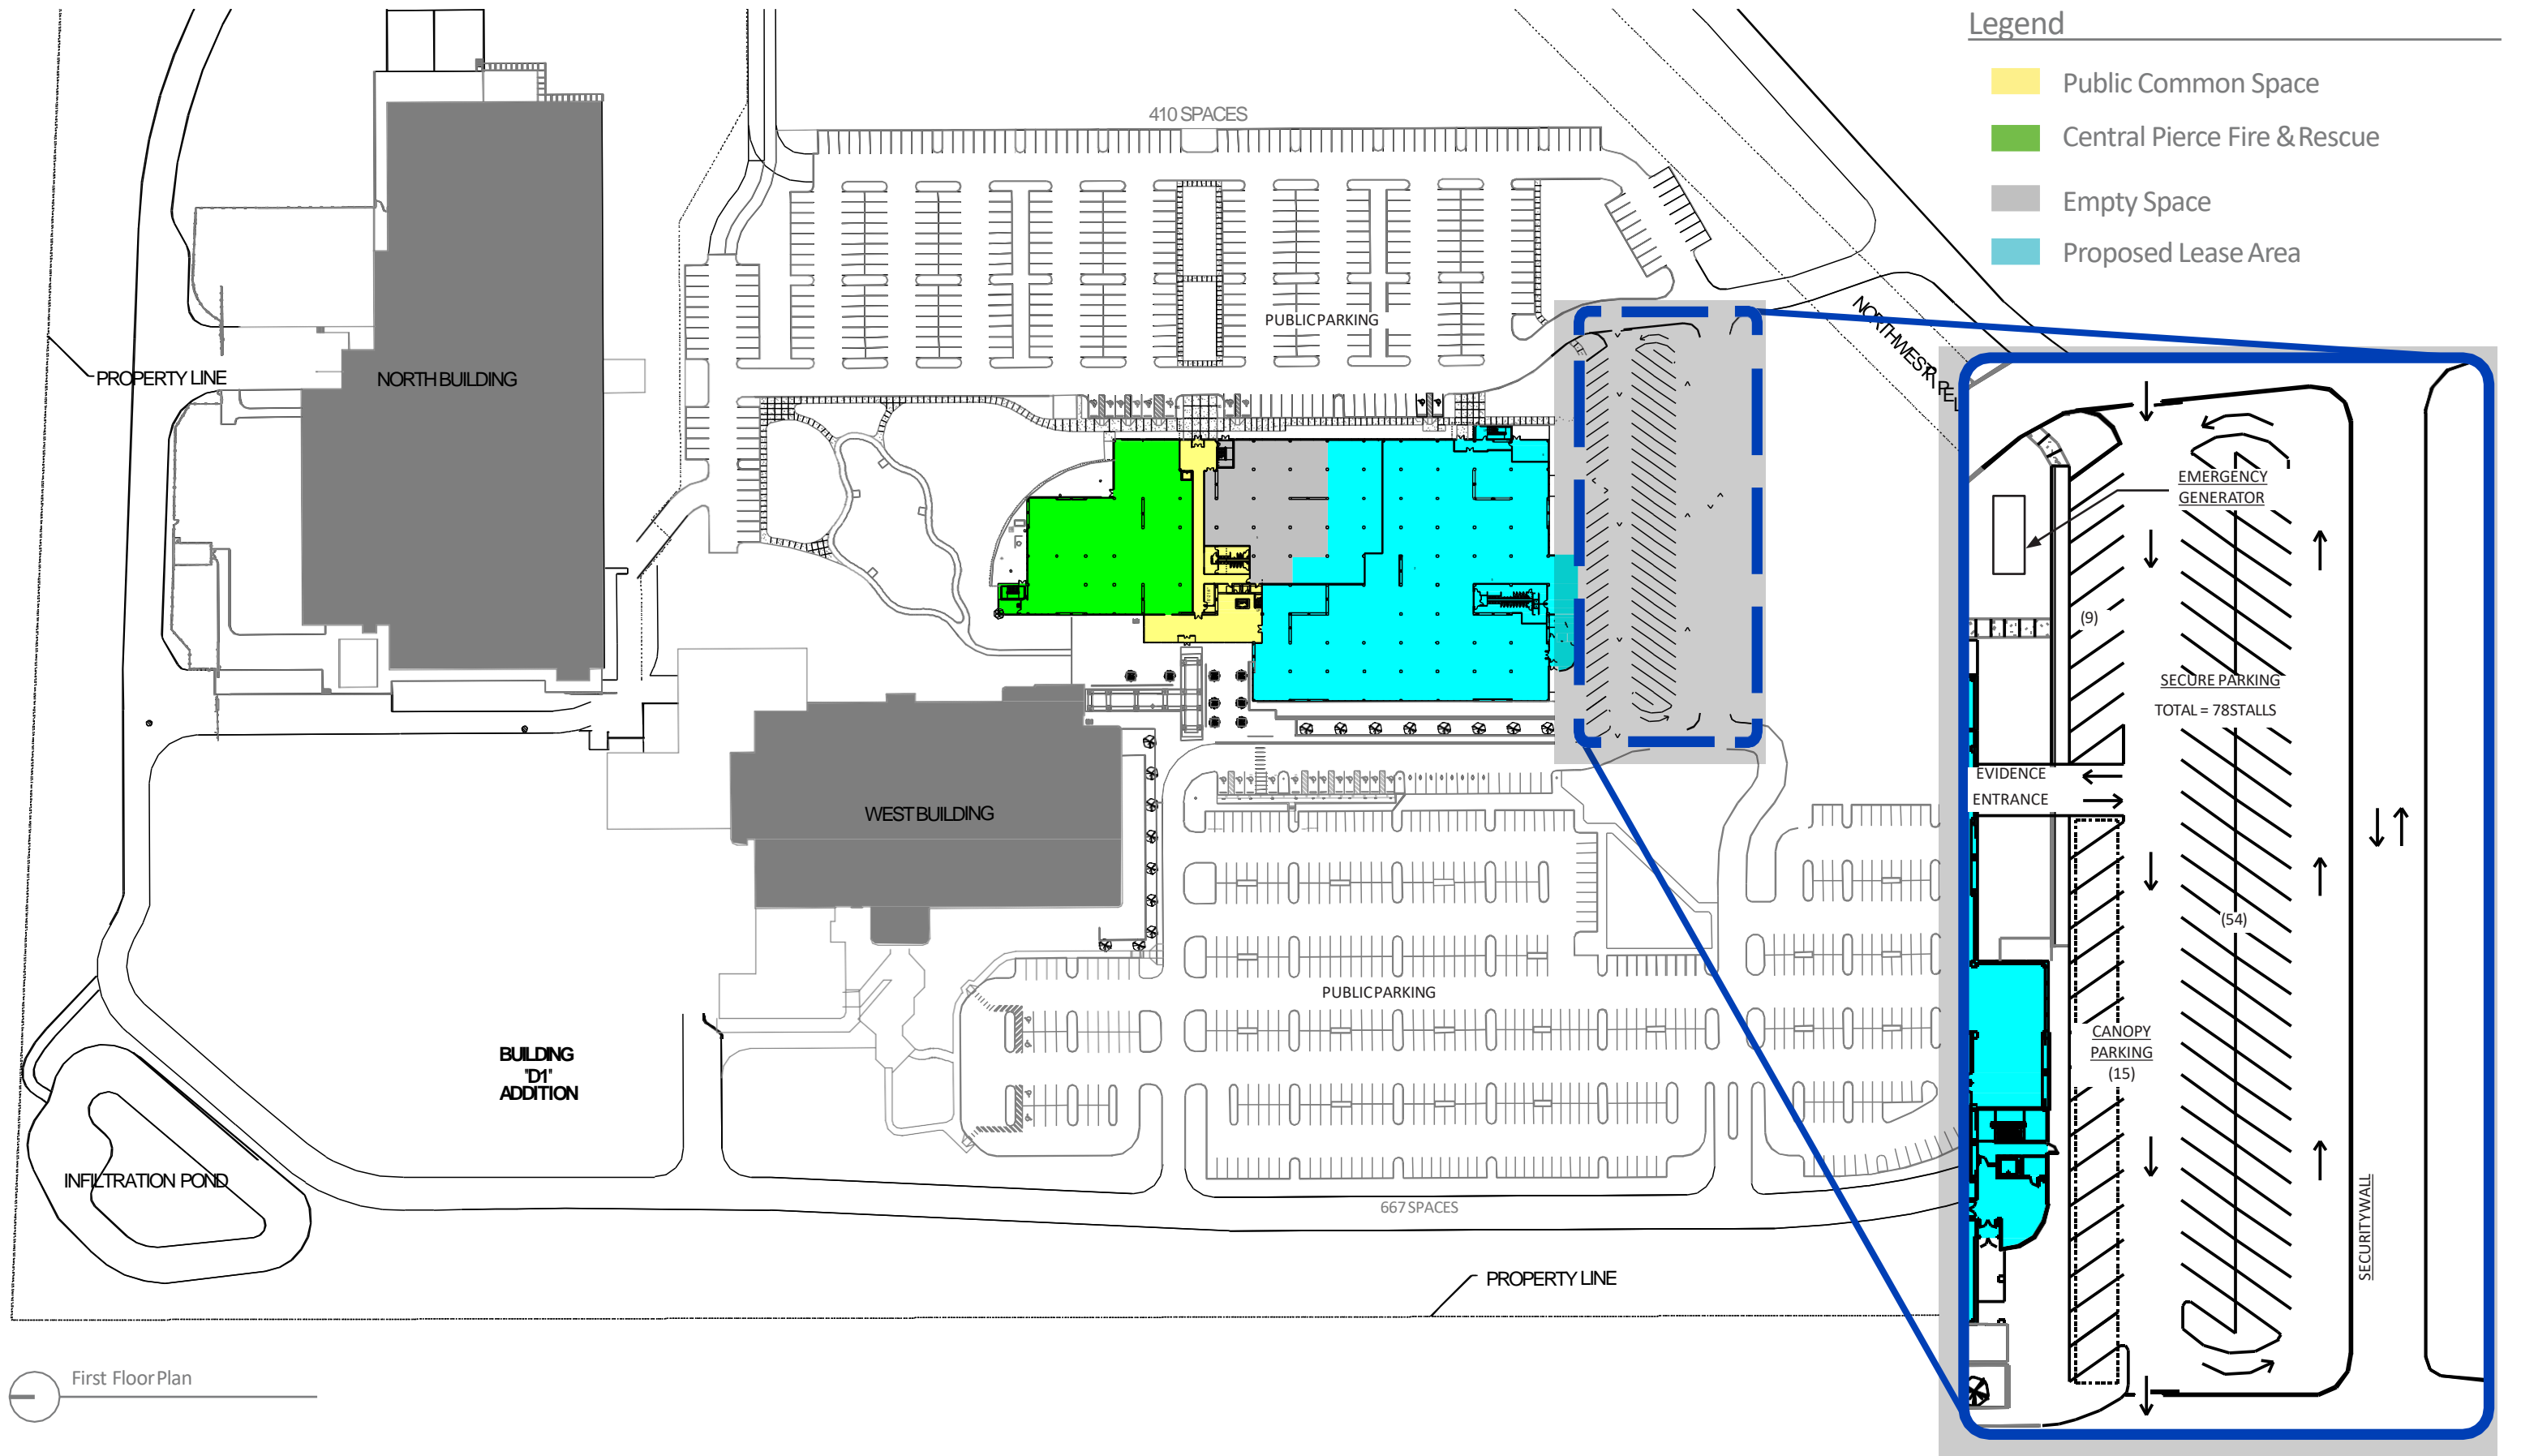 Legend
Public Common Space
Central Pierce Fire & Rescue
Empty Space
Proposed Lease Area
410 SPACES
PUBLIC PARKING
PROPERTY LINE
NORTH BUILDING
WEST BUILDING
PUBLIC PARKING
BUILDING
"D1"
ADDITION
INFILTRATION POND
667 SPACES
PROPERTY LINE
First Floor Plan
EMERGENCY
GENERATOR
(9)
SECURE PARKING
TOTAL = 78 STALLS
EVIDENCE
ENTRANCE
(54)
CANOPY
PARKING
(15)
SECURITY WALL